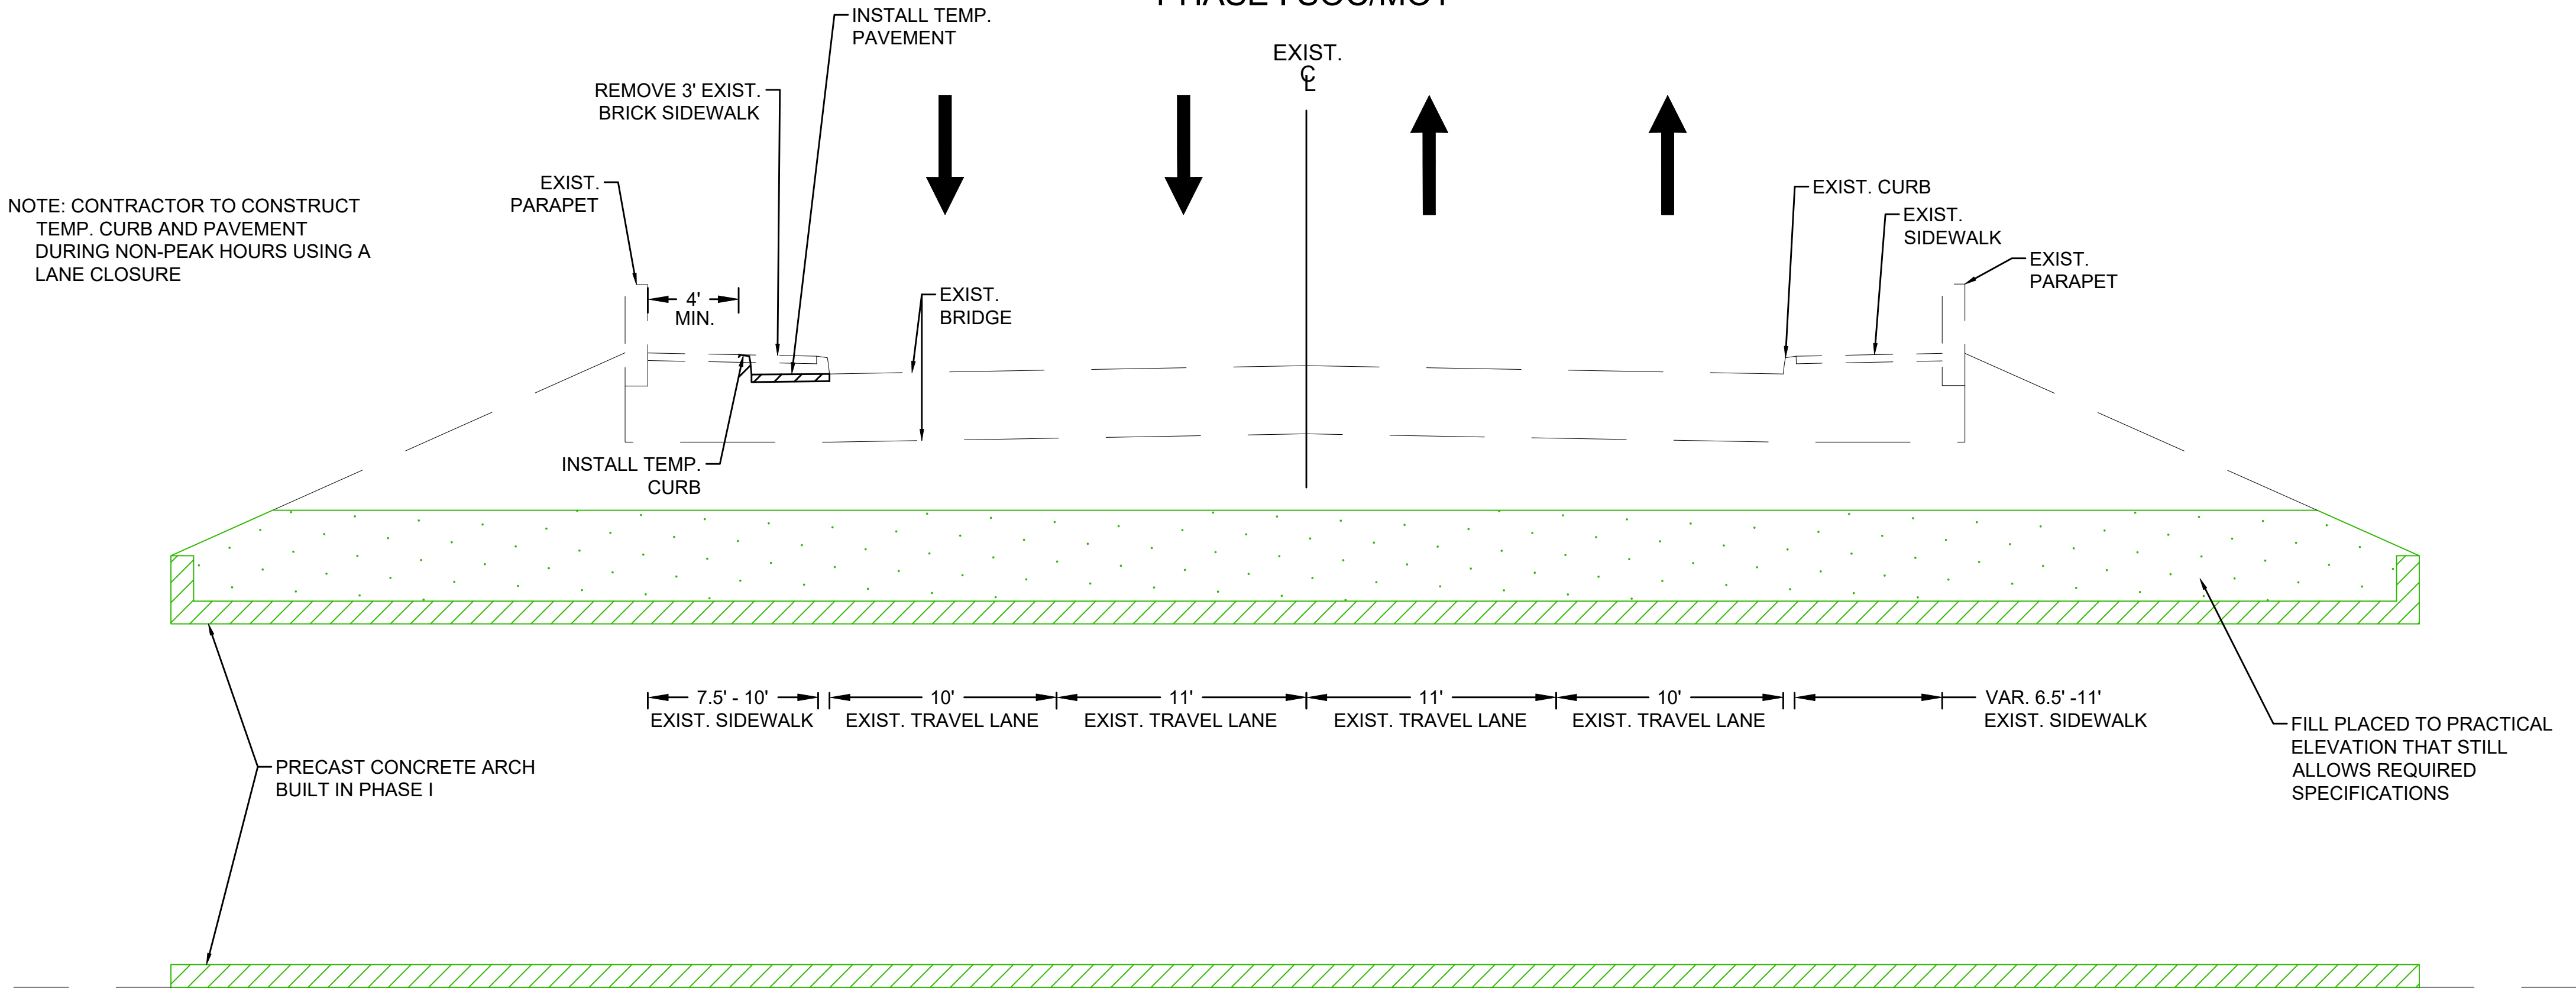 INSTALL TEMP.
PAVEMENT
EXIST.
CL
REMOVE 3' EXIST.
BRICK SIDEWALK
EXIST.
PARAPET
NOTE: CONTRACTOR TO CONSTRUCT
TEMP. CURB AND PAVEMENT
DURING NON-PEAK HOURS USING A
LANE CLOSURE
EXIST. CURB
EXIST.
SIDEWALK
EXIST.
PARAPET
4'
MIN.
EXIST.
BRIDGE
INSTALL TEMP.
CURB
7.5' - 10'
EXIST. SIDEWALK
10'
EXIST. TRAVEL LANE
11'
EXIST. TRAVEL LANE
11'
EXIST. TRAVEL LANE
10'
EXIST. TRAVEL LANE
VAR. 6.5' -11'
EXIST. SIDEWALK
FILL PLACED TO PRACTICAL
ELEVATION THAT STILL
ALLOWS REQUIRED
SPECIFICATIONS
PRECAST CONCRETE ARCH
BUILT IN PHASE I